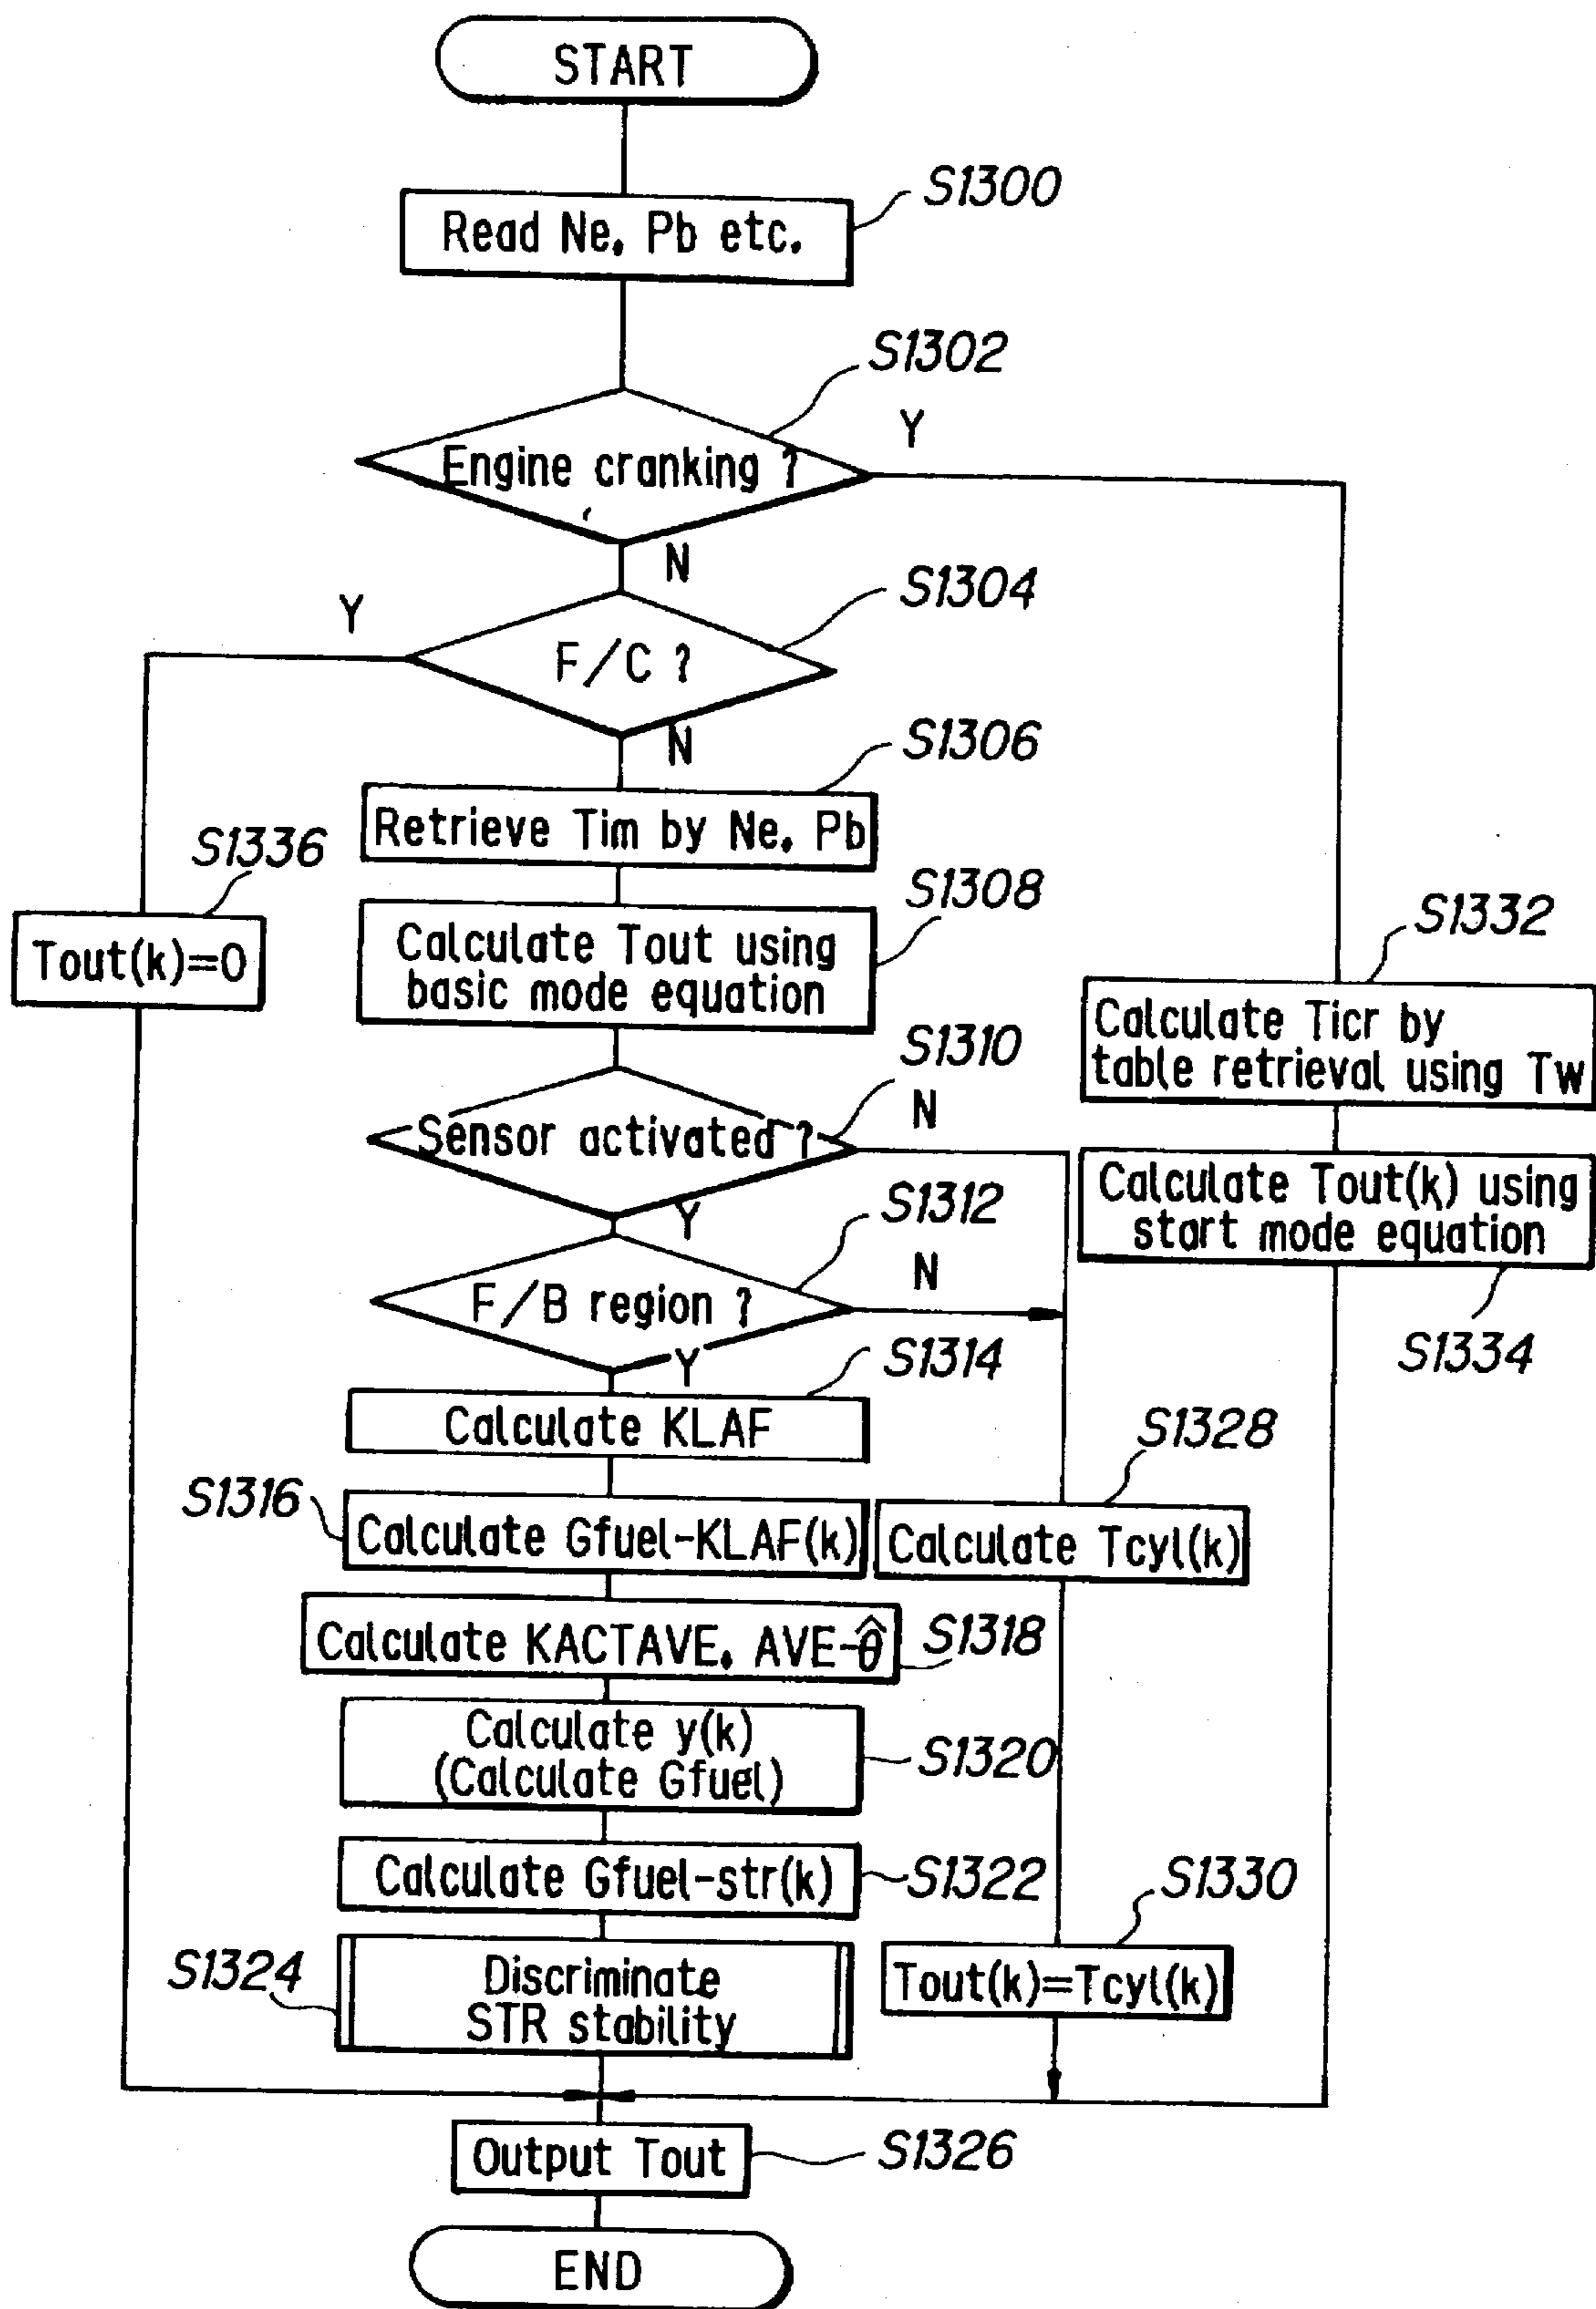 START
S1300
Read Ne, Pb etc.
S1302
Engine cranking ?
Y
N
S1304
Y
F/C ?
N
S1306
Retrieve Tim by Ne, Pb
S1336
Tout(k)=0
S1308
Calculate Tout using
basic mode equation
S1332
Calculate Ticr by
table retrieval using Tw
S1310
Sensor activated ?
N
Y
Calculate Tout(k) using
start mode equation
S1334
S1312
F/B region ?
N
Y
S1314
Calculate KLAF
S1328
S1316
Calculate Gfuel-KLAF(k)
Calculate Tcyl(k)
Calculate KACTAVE, AVE-θ̂
S1318
Calculate y(k)
(Calculate Gfuel)
S1320
Calculate Gfuel-str(k)
S1322
S1330
Tout(k)=Tcyl(k)
S1324
Discriminate
STR stability
Output Tout
S1326
END